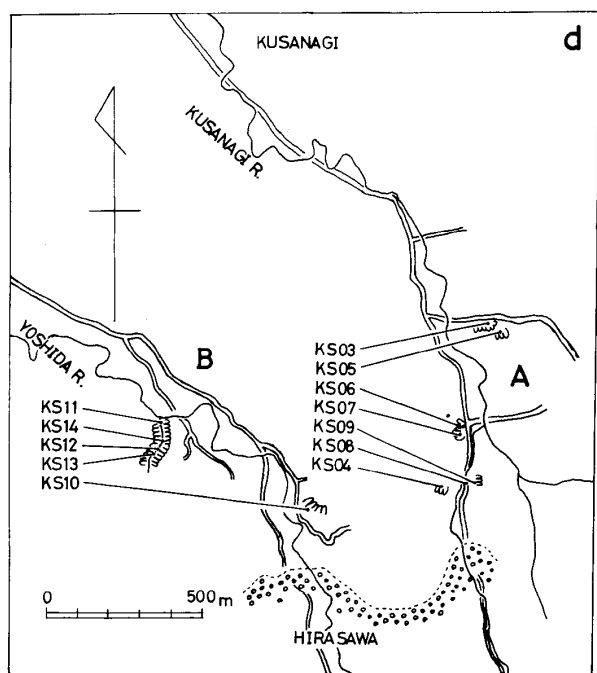 KUSANAGI
d
KUSANAGI R.
YOSHIDA R.
B
A
KS03
KS05
KS06
KS07
KS09
KS08
KS04
KS11
KS14
KS12
KS13
KS10
0 500 m
HIRASAWA